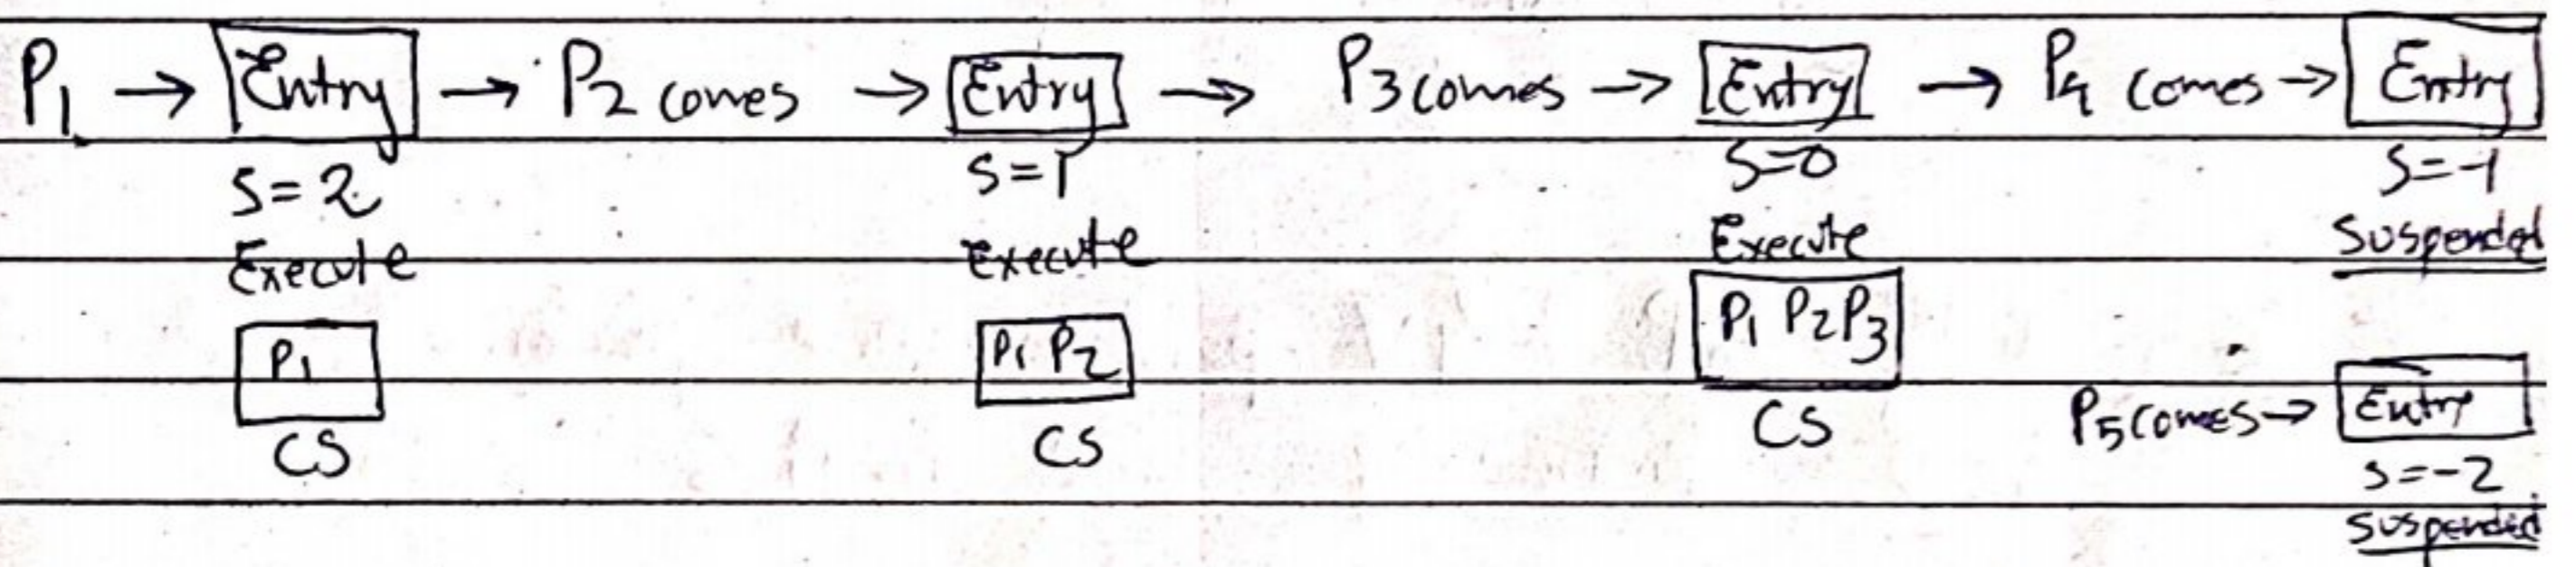 P1 → Entry → P2 comes → Entry → P3 comes → Entry → P4 comes → Entry
S=2 S=1 S=0 S=-1
Execute Execute Execute Suspended
P1 P1 P2 P1 P2 P3
CS CS CS P5 comes → Entry
S=-2
Suspended